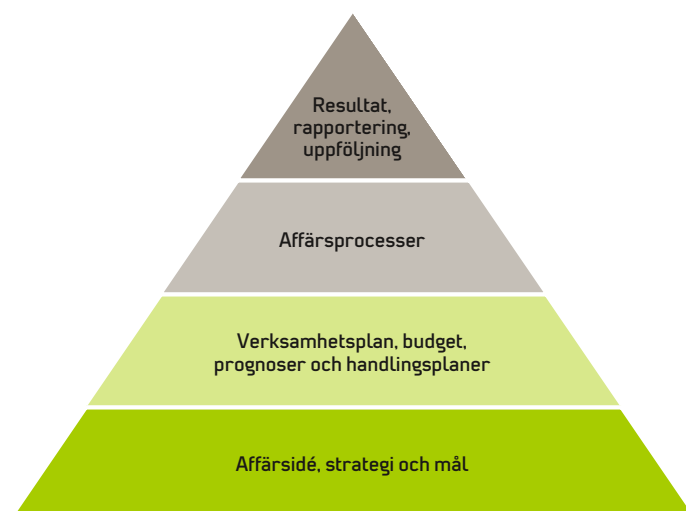 Resultat,
rapportering,
uppföljning
Affärsprocesser
Verksamhetsplan, budget,
prognoser och handlingsplaner
Affärsidé, strategi och mål